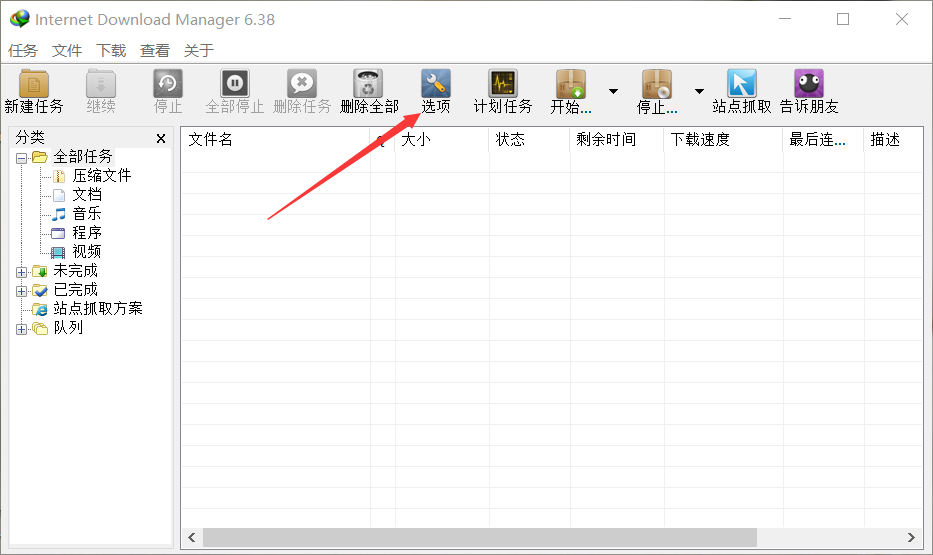 Internet Download Manager 6.38
任务 文件 下载 查看 关于
新建任务 继续 停止 全部停止 删除任务 删除全部 选项 计划任务 开始... 停止... 站点抓取 告诉朋友
分类
文件名 大小 状态 剩余时间 下载速度 最后连... 描述
全部任务
压缩文件
文档
音乐
程序
视频
未完成
已完成
站点抓取方案
队列